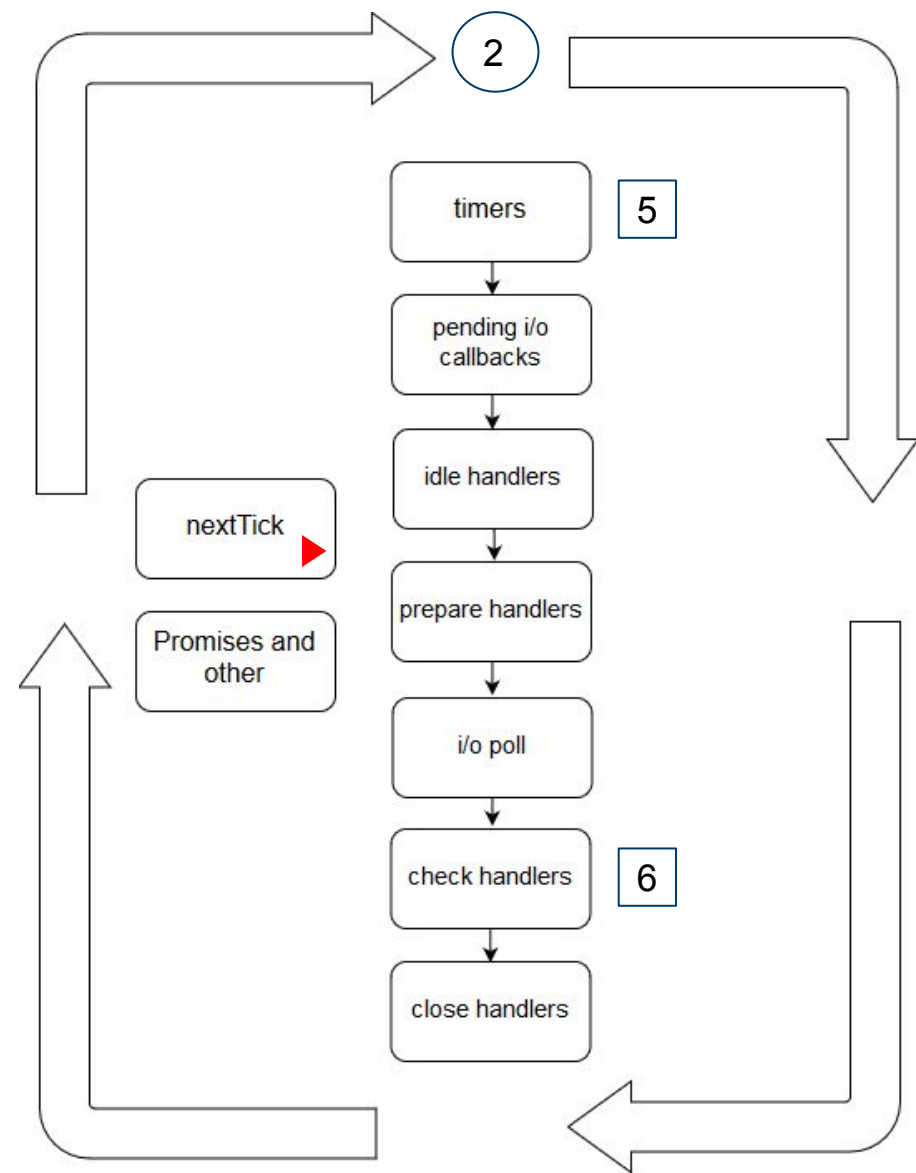 2
timers
5
pending i/o
callbacks
idle handlers
nextTick
prepare handlers
Promises and
other
i/o poll
check handlers
6
close handlers